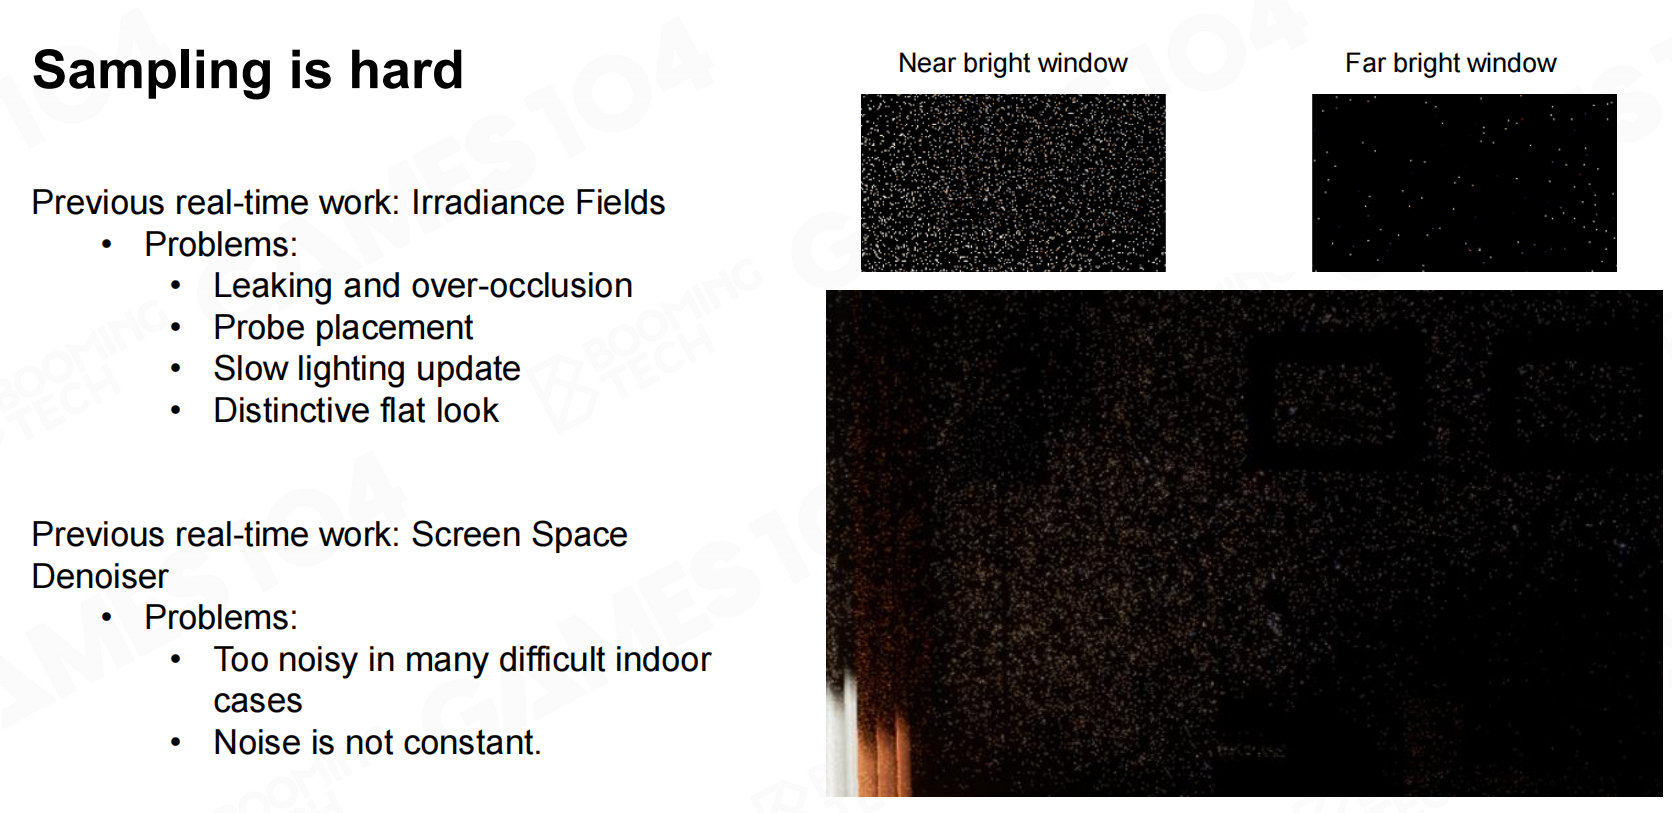 Sampling is hard
Near bright window
Far bright window
Previous real-time work: Irradiance Fields
• Problems:
• Leaking and over-occlusion
• Probe placement
• Slow lighting update
• Distinctive flat look
Previous real-time work: Screen Space
Denoiser
• Problems:
• Too noisy in many difficult indoor
cases
• Noise is not constant.
GAMES 104
BOOMING
TECH